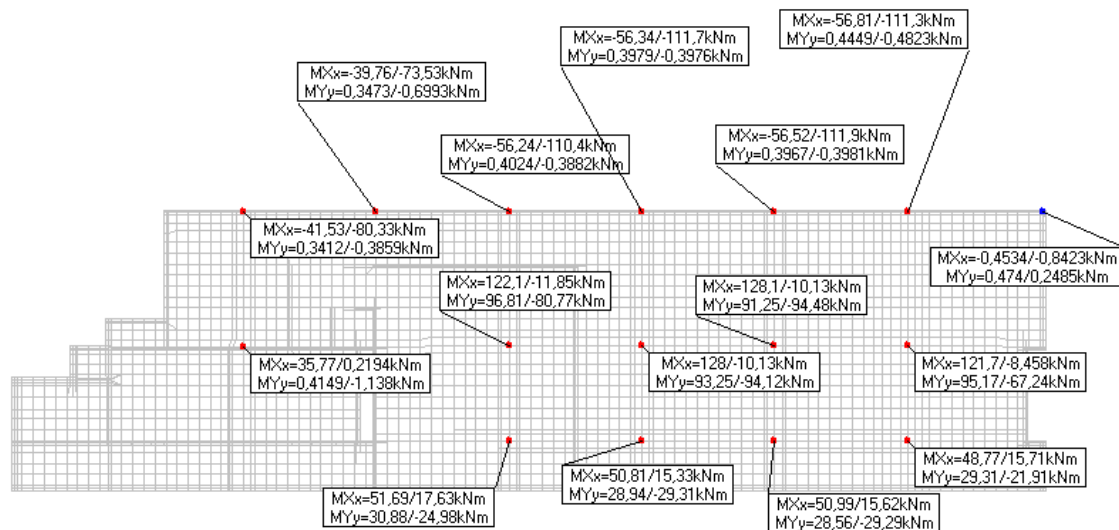 MXx=-56,81/-111,3kNm
MYy=0,4449/-0,4823kNm
MXx=-56,34/-111,7kNm
MYy=0,3979/-0,3976kNm
MXx=-39,76/-73,53kNm
MYy=0,3473/-0,6993kNm
MXx=-56,24/-110,4kNm
MYy=0,4024/-0,3882kNm
MXx=-56,52/-111,9kNm
MYy=0,3967/-0,3981kNm
MXx=-41,53/-80,33kNm
MYy=0,3412/-0,3859kNm
MXx=-0,4534/-0,8423kNm
MYy=0,474/0,2485kNm
MXx=122,1/-11,85kNm
MYy=96,81/-80,77kNm
MXx=128,1/-10,13kNm
MYy=91,25/-94,48kNm
MXx=35,77/0,2194kNm
MYy=0,4149/-1,138kNm
MXx=128/-10,13kNm
MYy=93,25/-94,12kNm
MXx=121,7/-8,458kNm
MYy=95,17/-67,24kNm
MXx=51,69/17,63kNm
MYy=30,88/-24,98kNm
MXx=50,81/15,33kNm
MYy=28,94/-29,31kNm
MXx=50,99/15,62kNm
MYy=28,56/-29,29kNm
MXx=48,77/15,71kNm
MYy=29,31/-21,91kNm